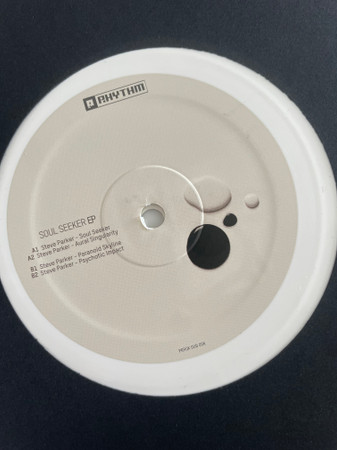 RHYTHM
SOUL SEEKER EP
A1 Steve Parker - Soul Seeker
A2 Steve Parker - Aural Singularity
B1 Steve Parker - Paranoid Skyline
B2 Steve Parker - Psychotic Impact